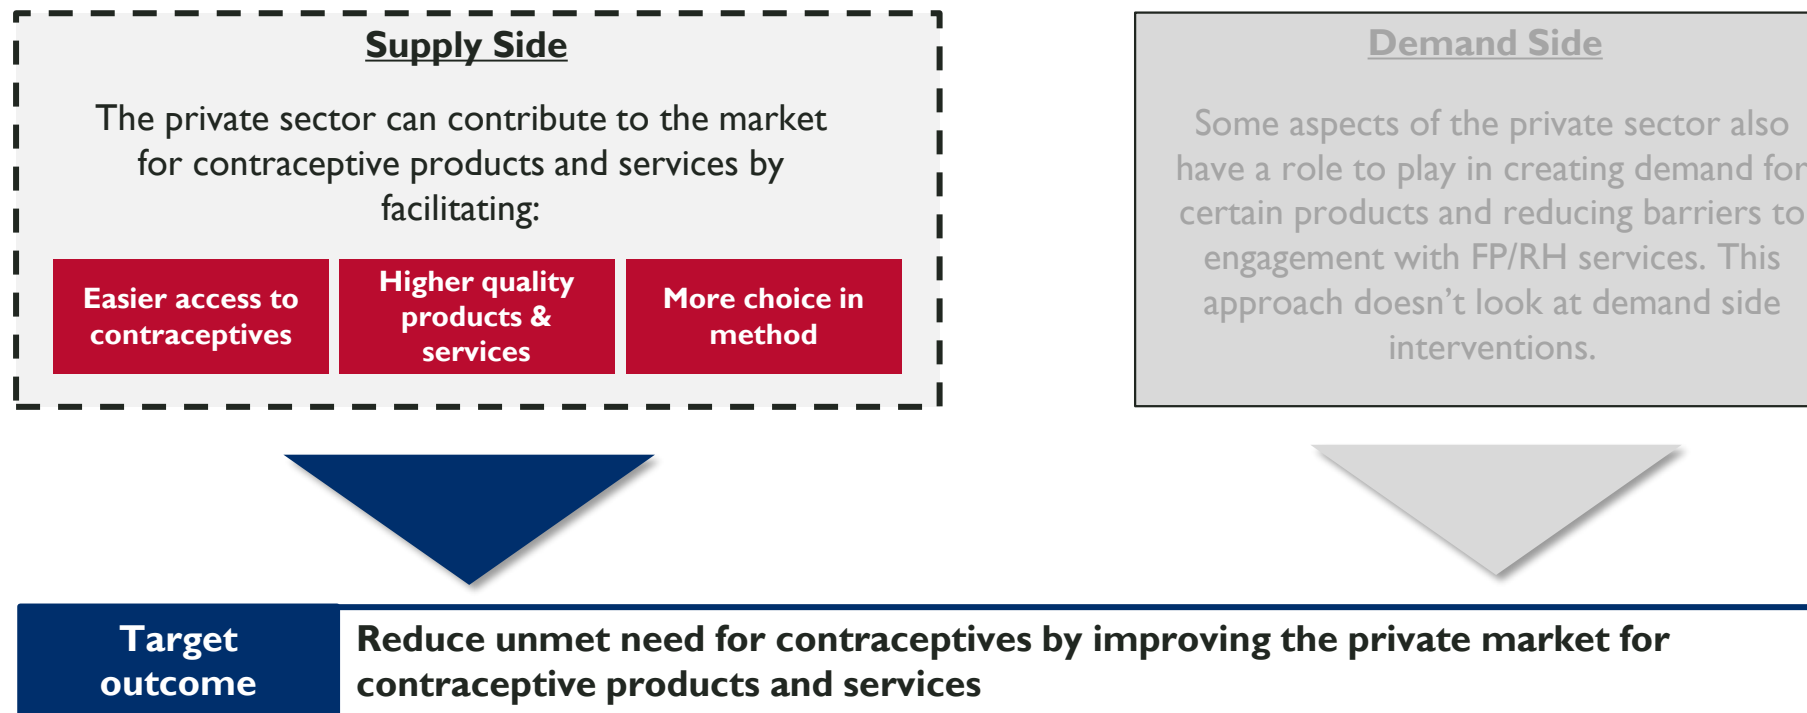 Supply Side
The private sector can contribute to the market
for contraceptive products and services by
facilitating:
Easier access to
contraceptives
Higher quality
products &
services
More choice in
method
Demand Side
Some aspects of the private sector also
have a role to play in creating demand for
certain products and reducing barriers to
engagement with FP/RH services. This
approach doesn’t look at demand side
interventions.
Target
outcome
Reduce unmet need for contraceptives by improving the private market for
contraceptive products and services